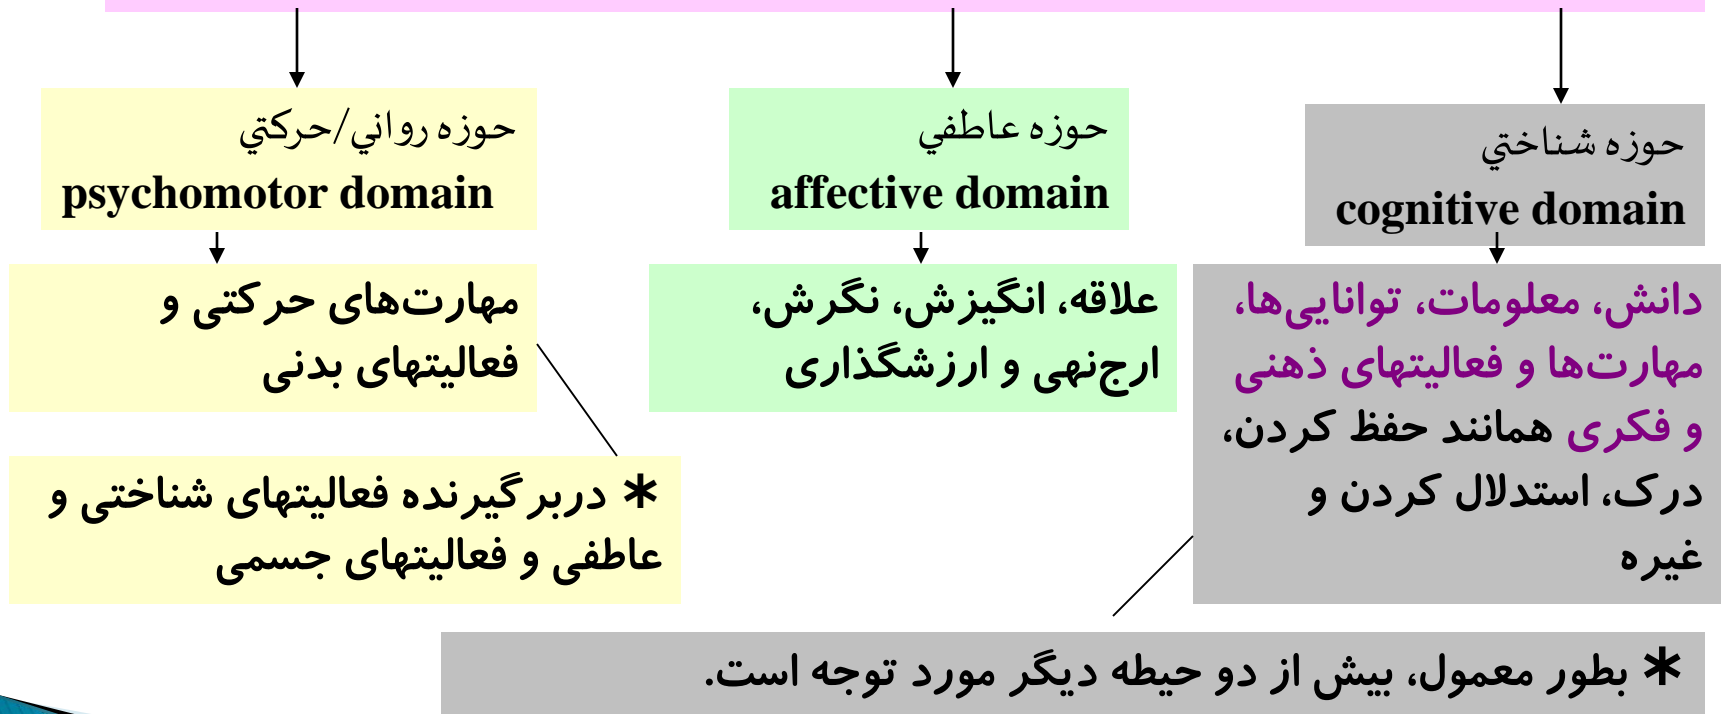 حوزه شناختي
cognitive domain
دانش، معلومات، توانایی‌ها،
مهارت‌ها و فعالیتهای ذهنی
و فکری همانند حفظ کردن،
درک، استدلال کردن و
غیره
* بطور معمول، بیش از دو حیطه دیگر مورد توجه است.
حوزه عاطفي
affective domain
علاقه، انگیزش، نگرش،
ارج‌نهی و ارزشگذاری
حوزه رواني/حركتي
psychomotor domain
مهارت‌های حرکتی و
فعالیتهای بدنی
* دربرگیرنده فعالیتهای شناختی و
عاطفی و فعالیتهای جسمی